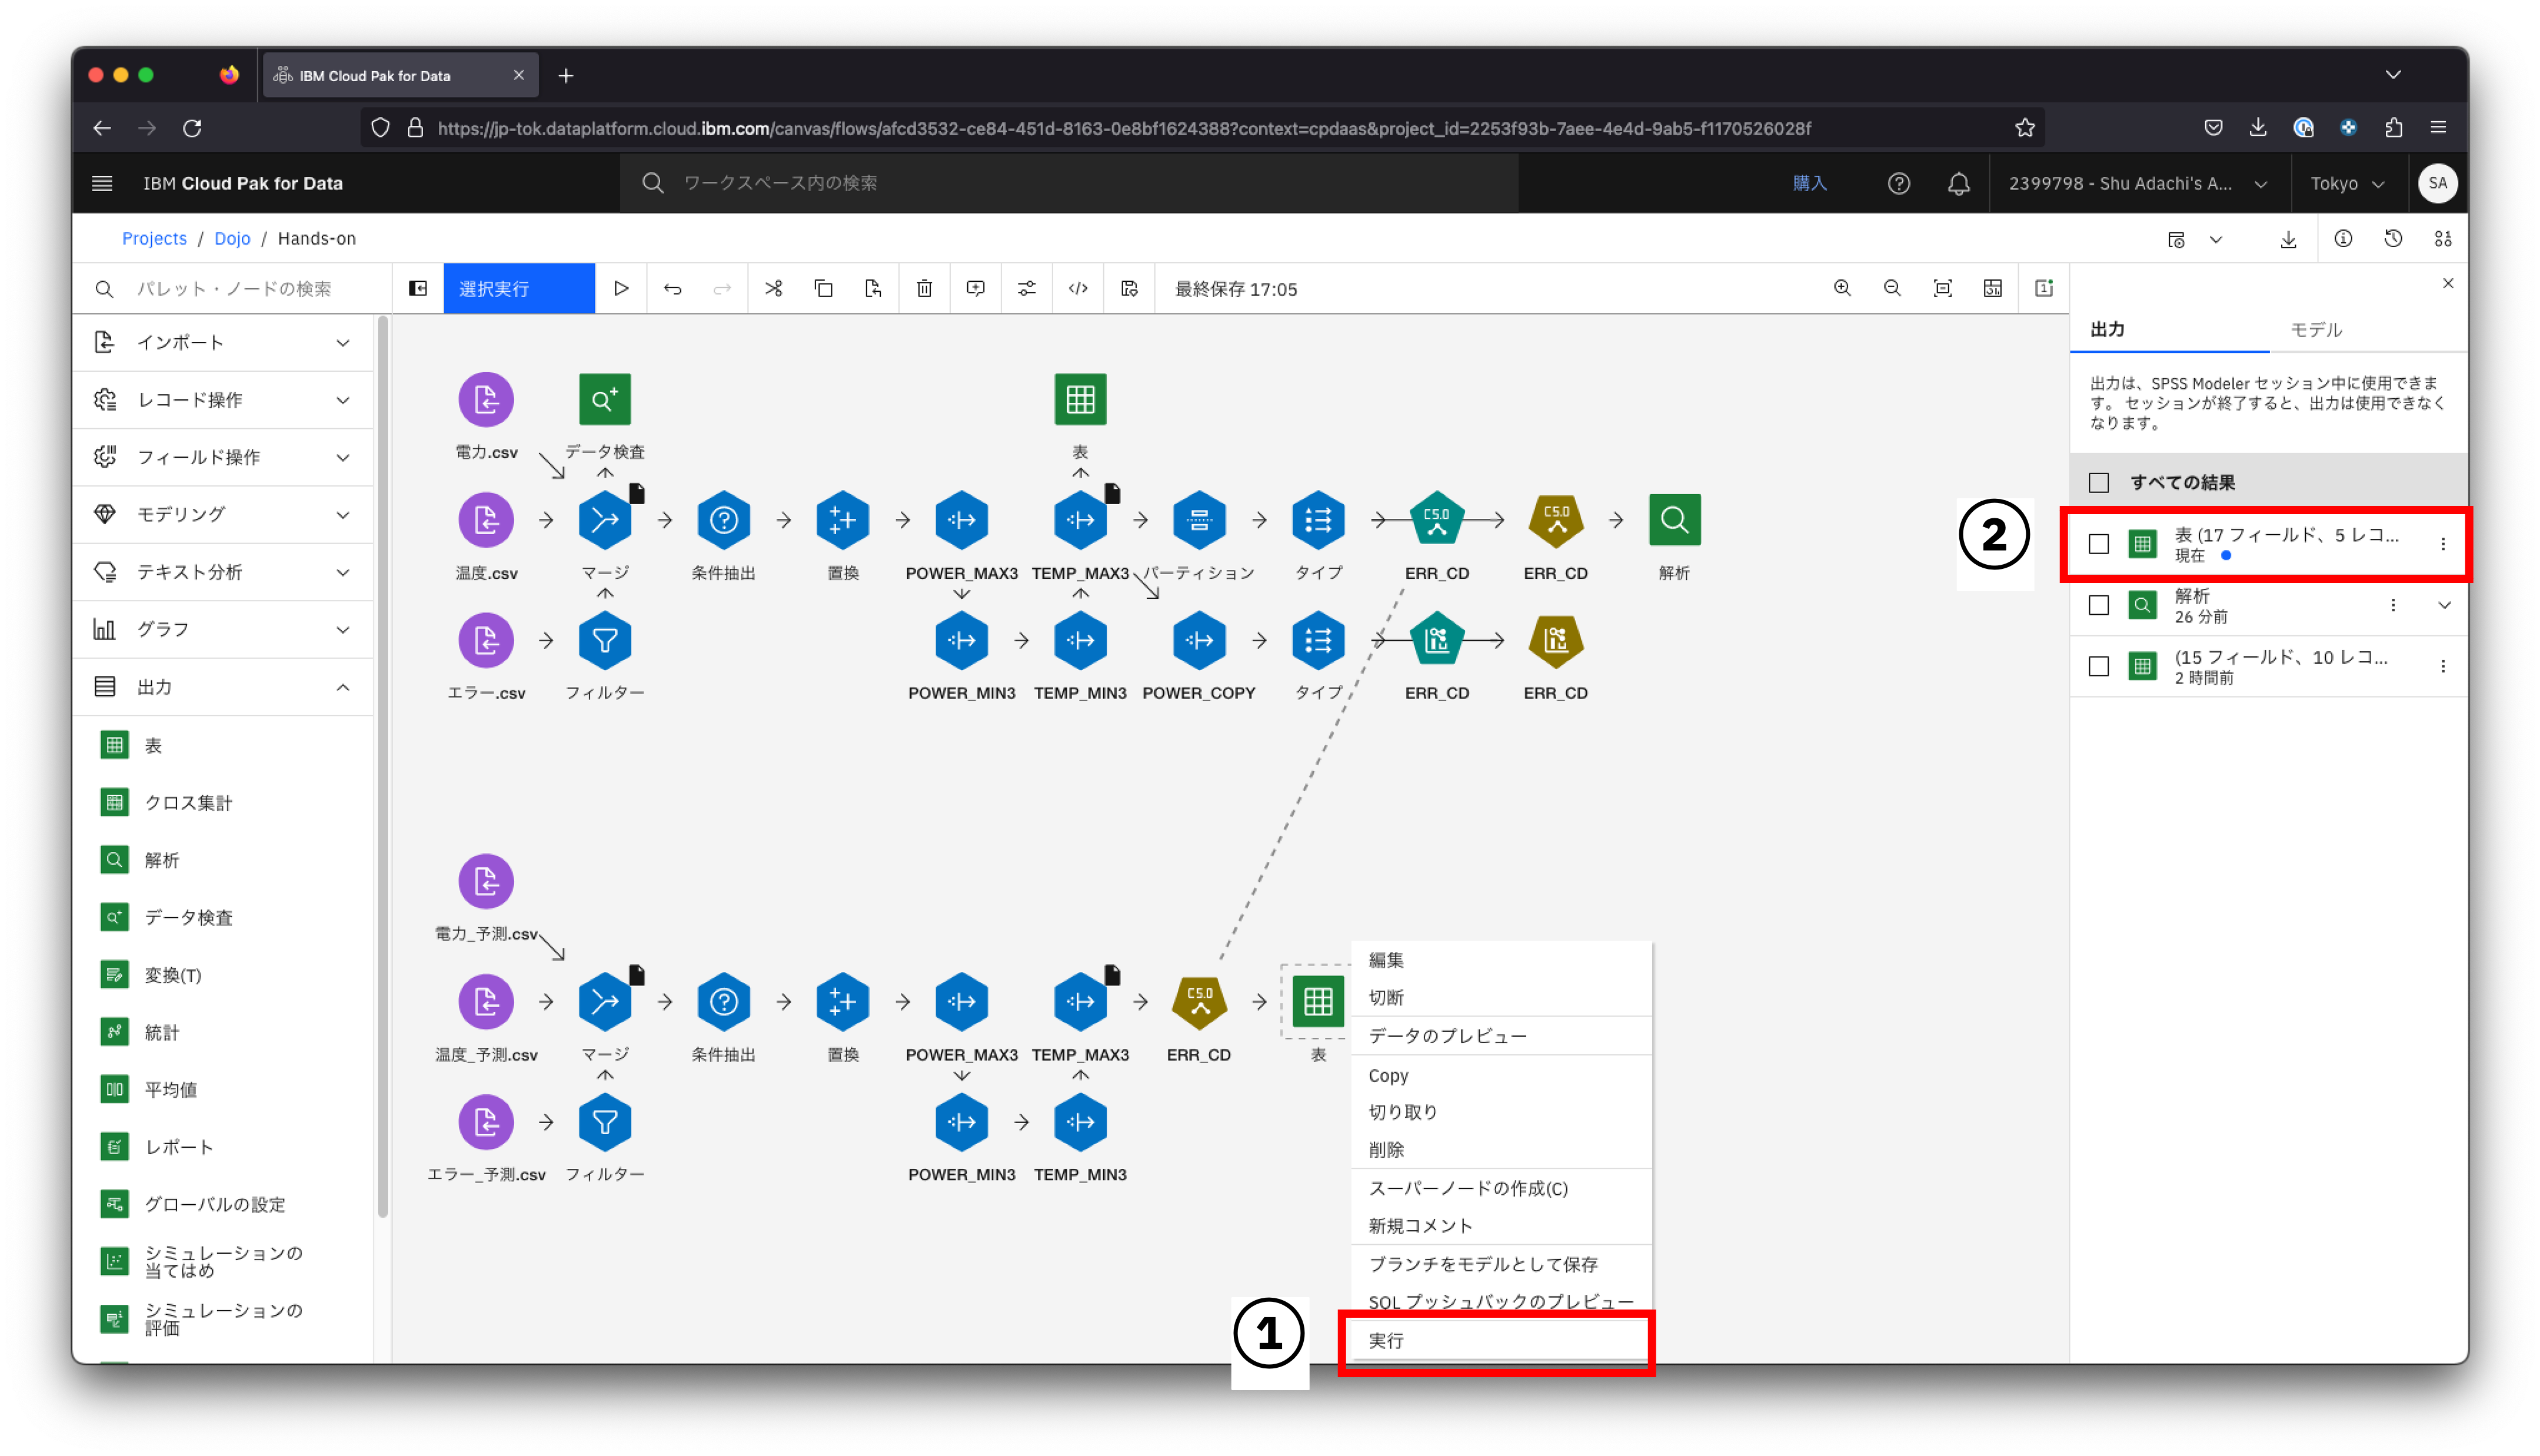 IBM Cloud Pak for Data
https://jp-tok.dataplatform.cloud.ibm.com/canvas/flows/afcd3532-ce84-451d-8163-0e8bf1624388?context=cpdaas&project_id=2253f93b-7aee-4e4d-9ab5-f1170526028f
IBM Cloud Pak for Data
ワークスペース内の検索
購入
2399798 - Shu Adachi's A...
Tokyo
SA
Projects / Dojo / Hands-on
パレット・ノードの検索
選択実行
最終保存 17:05
インポート
レコード操作
フィールド操作
モデリング
テキスト分析
グラフ
出力
表
クロス集計
解析
データ検査
変換(T)
統計
平均値
レポート
グローバルの設定
シミュレーションの
当てはめ
シミュレーションの
評価
電力.csv
データ検査
表
C5.0
C5.0
温度.csv
マージ
条件抽出
置換
POWER_MAX3
TEMP_MAX3
パーティション
タイプ
ERR_CD
ERR_CD
解析
エラー.csv
フィルター
POWER_MIN3
TEMP_MIN3
POWER_COPY
タイプ
ERR_CD
ERR_CD
電力_予測.csv
C5.0
温度_予測.csv
マージ
条件抽出
置換
POWER_MAX3
TEMP_MAX3
ERR_CD
表
エラー_予測.csv
フィルター
POWER_MIN3
TEMP_MIN3
編集
切断
データのプレビュー
Copy
切り取り
削除
スーパーノードの作成(C)
新規コメント
ブランチをモデルとして保存
SQL プッシュバックのプレビュー
実行
1
出力
モデル
出力は、SPSS Modeler セッション中に使用できま
す。 セッションが終了すると、出力は使用できなく
なります。
すべての結果
2
表 (17 フィールド、5 レコ...
現在
解析
26 分前
(15 フィールド、10 レコ...
2 時間前